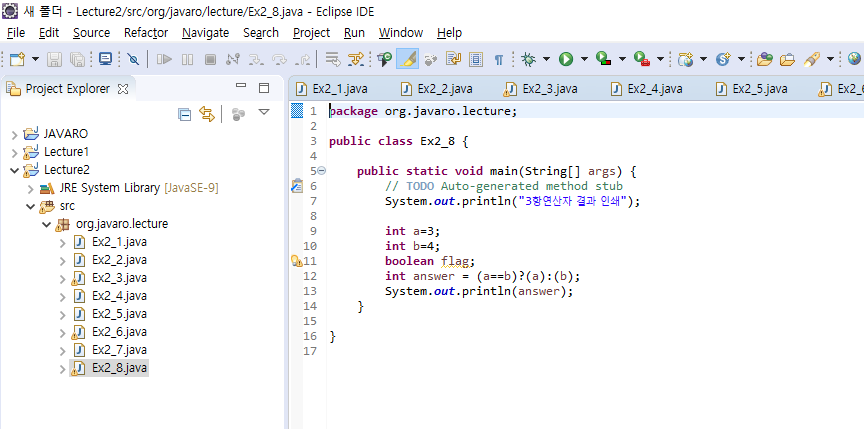 새 폴더 - Lecture2/src/org/javaro/lecture/Ex2_8.java - Eclipse IDE
File Edit Source Refactor Navigate Search Project Run Window Help
Project Explorer
Ex2_1.java Ex2_2.java Ex2_3.java Ex2_4.java Ex2_5.java Ex2_6
JAVARO
Lecture1
Lecture2
JRE System Library [JavaSE-9]
src
org.javaro.lecture
Ex2_1.java
Ex2_2.java
Ex2_3.java
Ex2_4.java
Ex2_5.java
Ex2_6.java
Ex2_7.java
Ex2_8.java
1 package org.javaro.lecture;
2
3 public class Ex2_8 {
4
5 public static void main(String[] args) {
6 // TODO Auto-generated method stub
7 System.out.println("3항연산자 결과 인쇄");
8
9 int a=3;
10 int b=4;
11 boolean flag;
12 int answer = (a==b)?(a):(b);
13 System.out.println(answer);
14 }
15
16 }
17